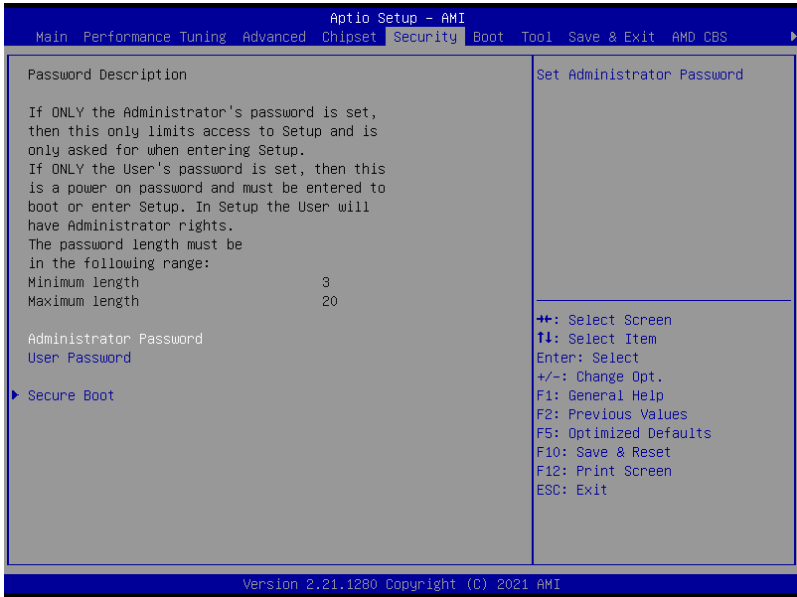 Aptio Setup – AMI
Main Performance Tuning Advanced Chipset Security Boot Tool Save & Exit AMD CBS
Password Description
If ONLY the Administrator's password is set,
then this only limits access to Setup and is
only asked for when entering Setup.
If ONLY the User's password is set, then this
is a power on password and must be entered to
boot or enter Setup. In Setup the User will
have Administrator rights.
The password length must be
in the following range:
Minimum length 3
Maximum length 20
Administrator Password
User Password
Secure Boot
Set Administrator Password
→←: Select Screen
↑↓: Select Item
Enter: Select
+/-: Change Opt.
F1: General Help
F2: Previous Values
F5: Optimized Defaults
F10: Save & Reset
F12: Print Screen
ESC: Exit
Version 2.21.1280 Copyright (C) 2021 AMI